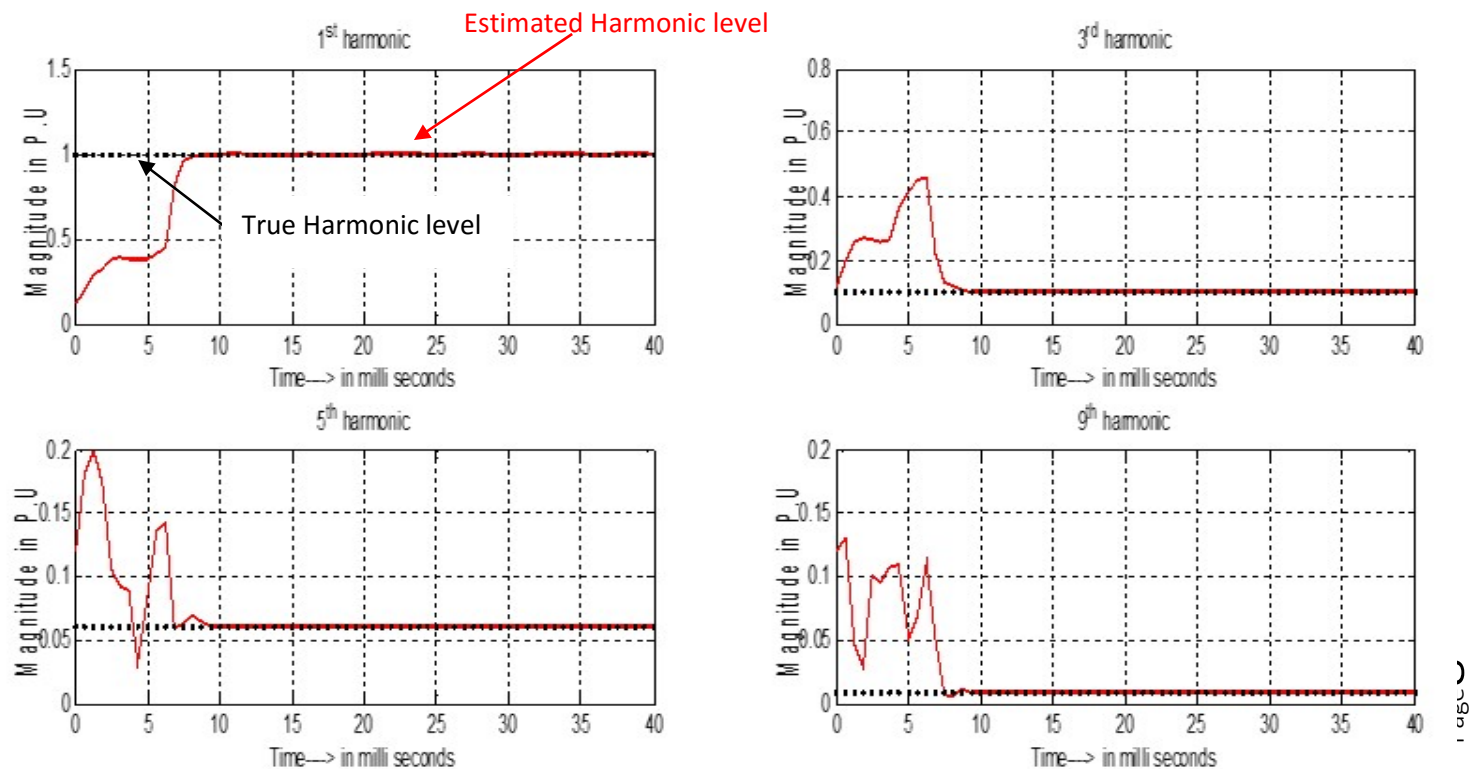 Estimated Harmonic level
1st harmonic
Magnitude in P.U
1.5
1
0.5
0
True Harmonic level
0 5 10 15 20 25 30 35 40
Time---> in milli seconds
3rd harmonic
Magnitude in P.U
0.8
0.6
0.4
0.2
0
0 5 10 15 20 25 30 35 40
Time---> in milli seconds
5th harmonic
Magnitude in P.U
0.2
0.15
0.1
0.05
0
0 5 10 15 20 25 30 35 40
Time---> in milli seconds
9th harmonic
Magnitude in P.U
0.2
0.15
0.1
0.05
0
0 5 10 15 20 25 30 35 40
Time---> in milli seconds